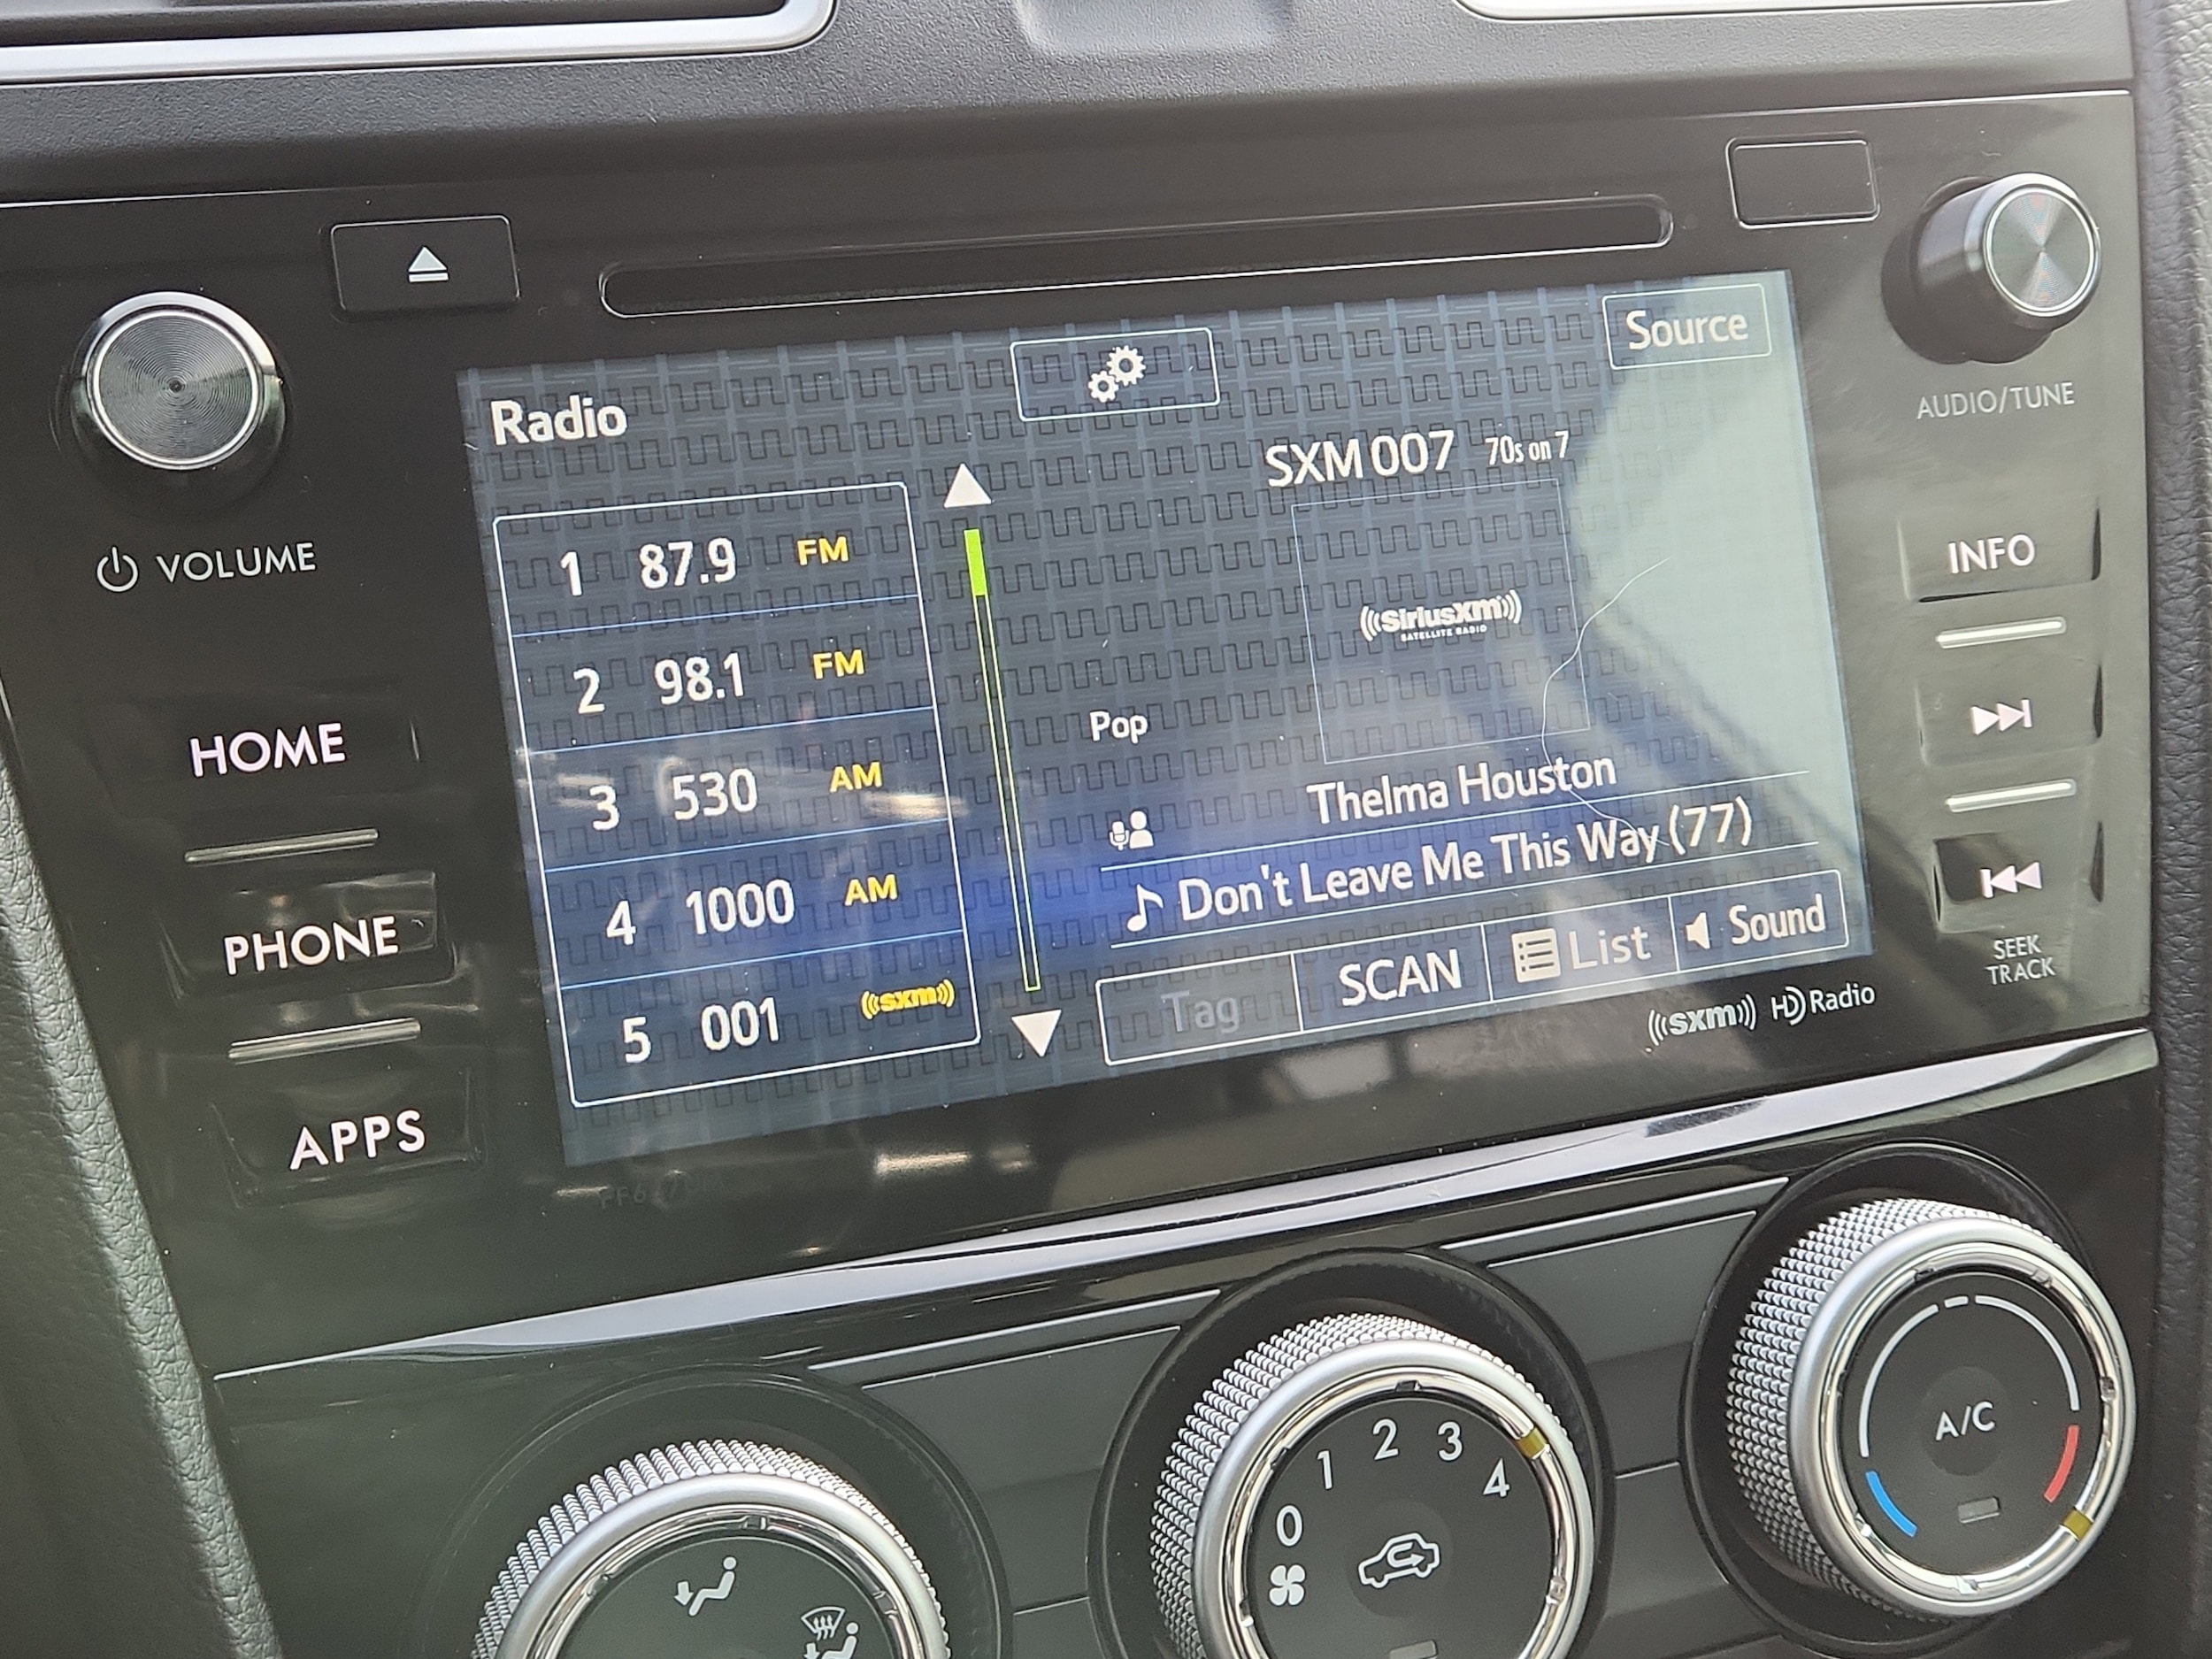 Source
Radio
AUDIO/TUNE
SXM 007 70s on 7
1 87.9 FM
VOLUME
INFO
((SiriusXM))
SATELLITE RADIO
2 98.1 FM
Pop
HOME
3 530 AM
Thelma Houston
Don't Leave Me This Way (77)
4 1000 AM
PHONE
SEEK
TRACK
5 001 ((sxm))
Tag SCAN List Sound
((sxm)) HD Radio
APPS
A/C
0 1 2 3 4